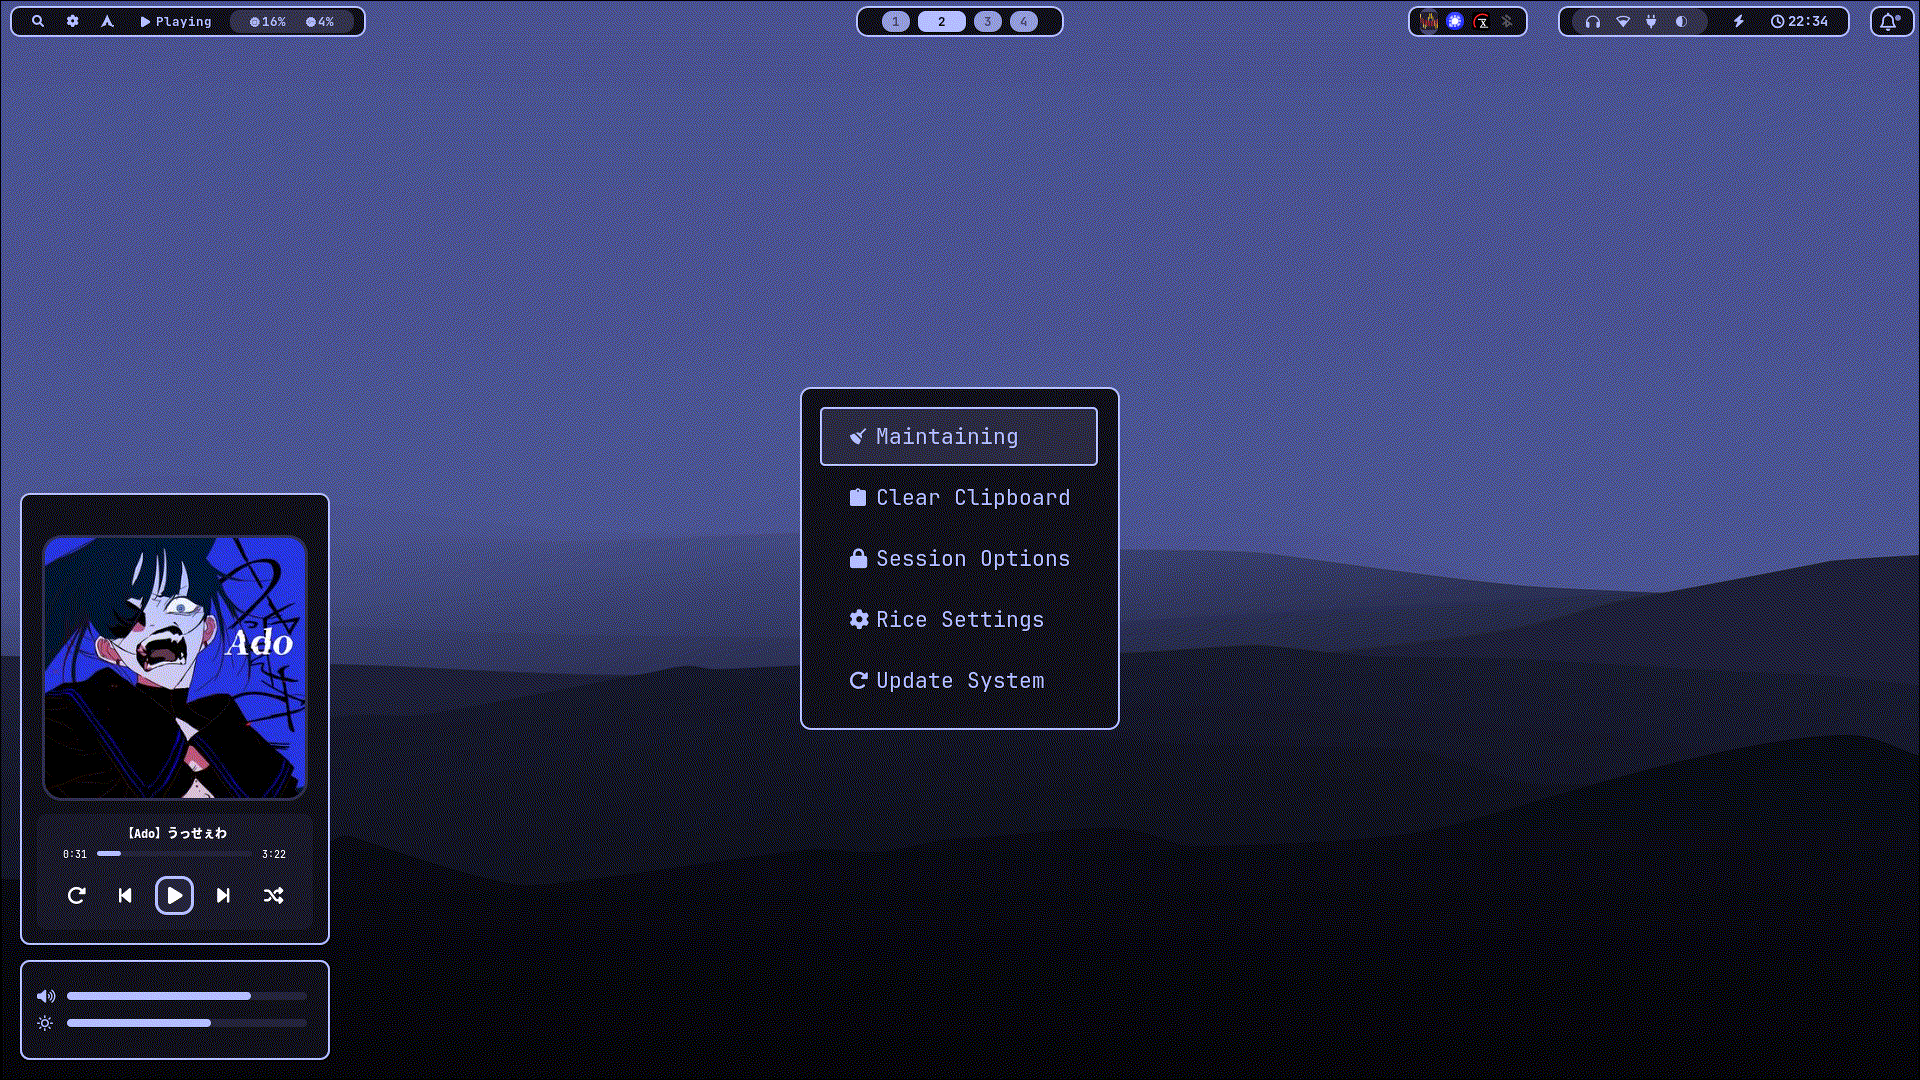 Playing
16%
4%
1
2
3
4
22:34
Maintaining
Clear Clipboard
Session Options
Rice Settings
Update System
Ado
【Ado】うっせぇわ
0:31
3:22